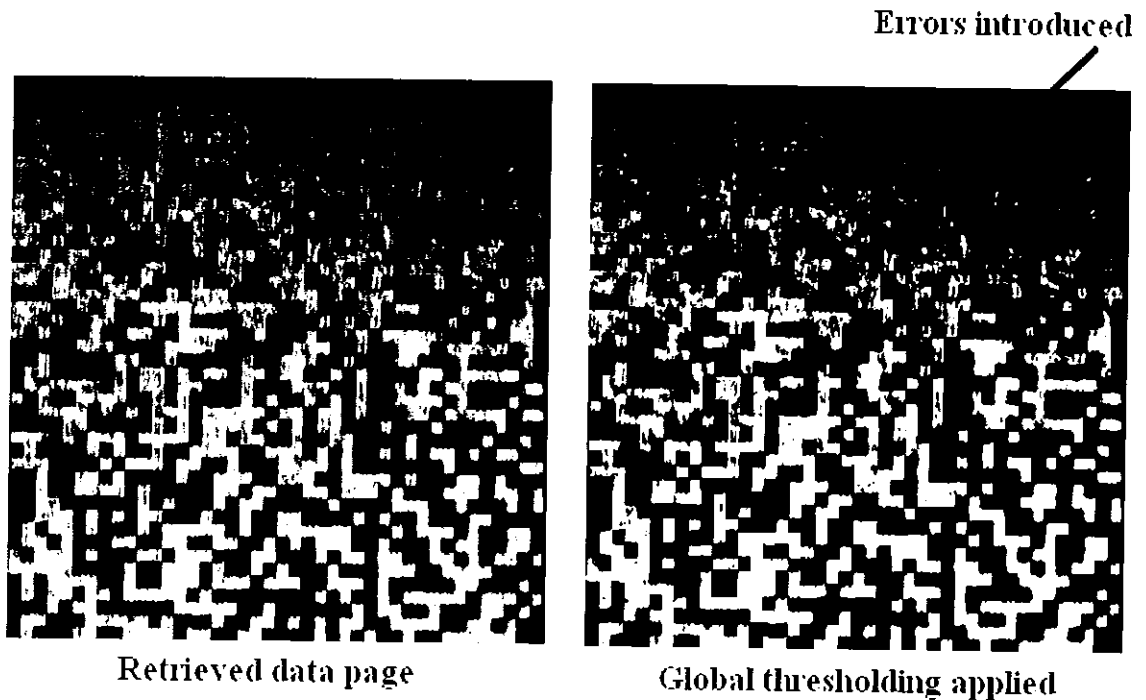 Errors introduced
Retrieved data page
Global thresholding applied